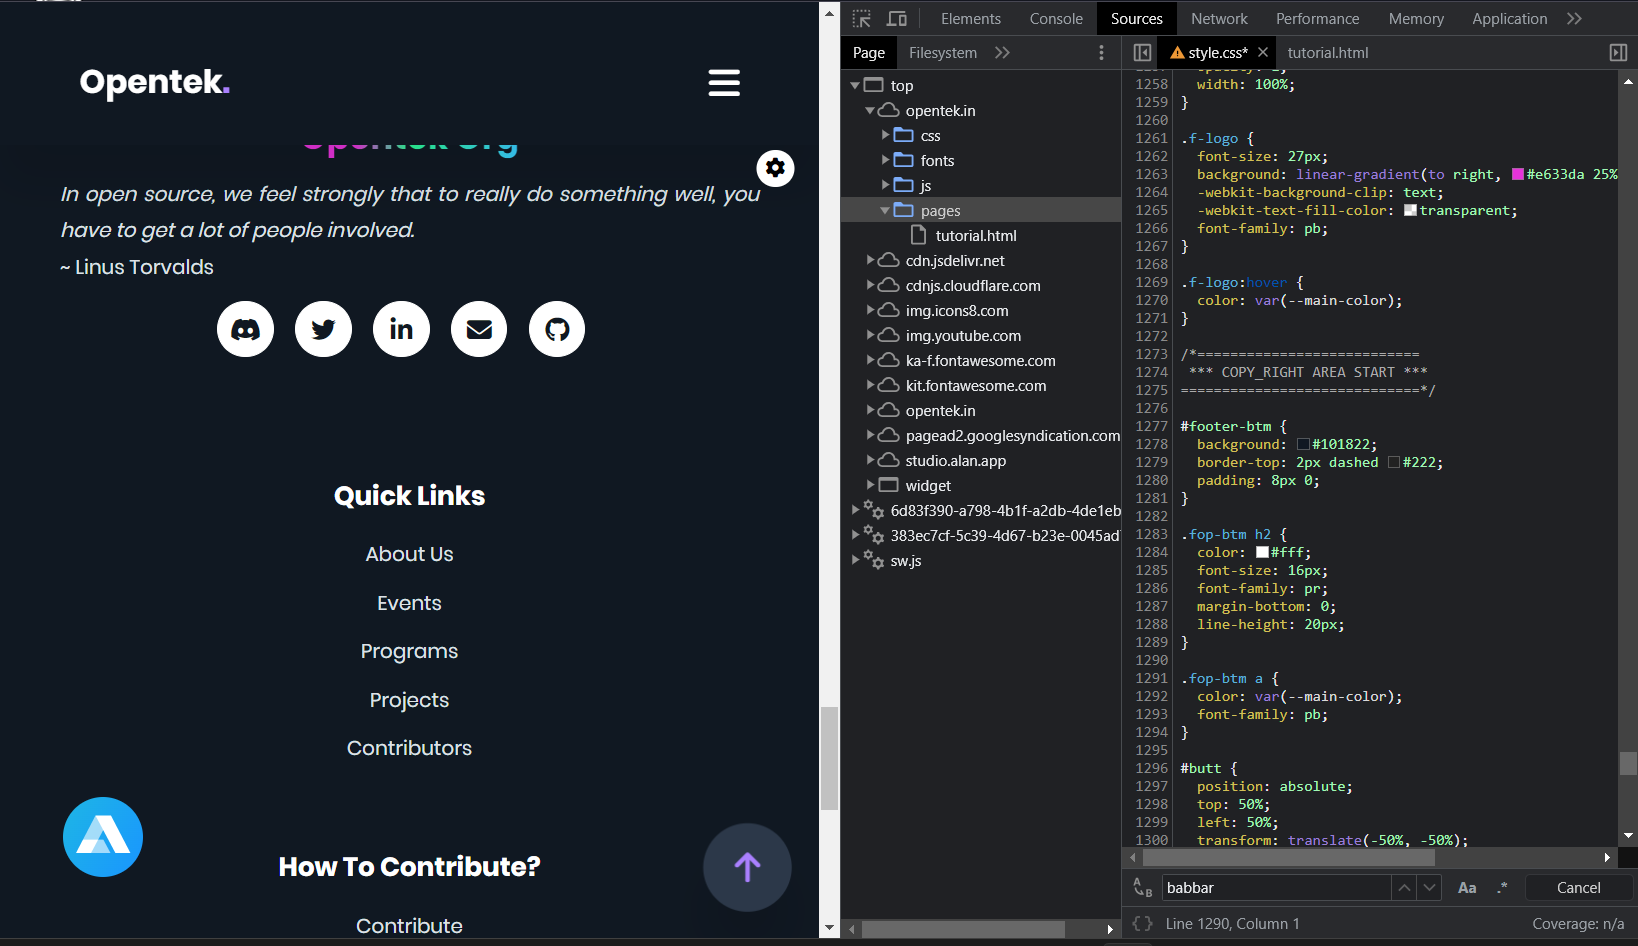 Opentek.
Opentek Org
In open source, we feel strongly that to really do something well, you
have to get a lot of people involved.
~ Linus Torvalds
Quick Links
About Us
Events
Programs
Projects
Contributors
How To Contribute?
Contribute
Elements Console Sources Network Performance Memory Application
Page Filesystem
top
opentek.in
css
fonts
js
pages
tutorial.html
cdn.jsdelivr.net
cdnjs.cloudflare.com
img.icons8.com
img.youtube.com
ka-f.fontawesome.com
kit.fontawesome.com
opentek.in
pagead2.googlesyndication.com
studio.alan.app
widget
6d83f390-a798-4b1f-a2db-4de1eb
383ec7cf-5c39-4d67-b23e-0045ad
sw.js
style.css* tutorial.html
1258 width: 100%;
1259 }
1260
1261 .f-logo {
1262 font-size: 27px;
1263 background: linear-gradient(to right, #e633da 25%
1264 -webkit-background-clip: text;
1265 -webkit-text-fill-color: transparent;
1266 font-family: pb;
1267 }
1268
1269 .f-logo:hover {
1270 color: var(--main-color);
1271 }
1272
1273 /*===========================
1274 *** COPY_RIGHT AREA START ***
1275 =============================*/
1276
1277 #footer-btm {
1278 background: #101822;
1279 border-top: 2px dashed #222;
1280 padding: 8px 0;
1281 }
1282
1283 .fop-btm h2 {
1284 color: #fff;
1285 font-size: 16px;
1286 font-family: pr;
1287 margin-bottom: 0;
1288 line-height: 20px;
1289 }
1290
1291 .fop-btm a {
1292 color: var(--main-color);
1293 font-family: pb;
1294 }
1295
1296 #butt {
1297 position: absolute;
1298 top: 50%;
1299 left: 50%;
1300 transform: translate(-50%, -50%);
babbar Aa .* Cancel
{} Line 1290, Column 1 Coverage: n/a